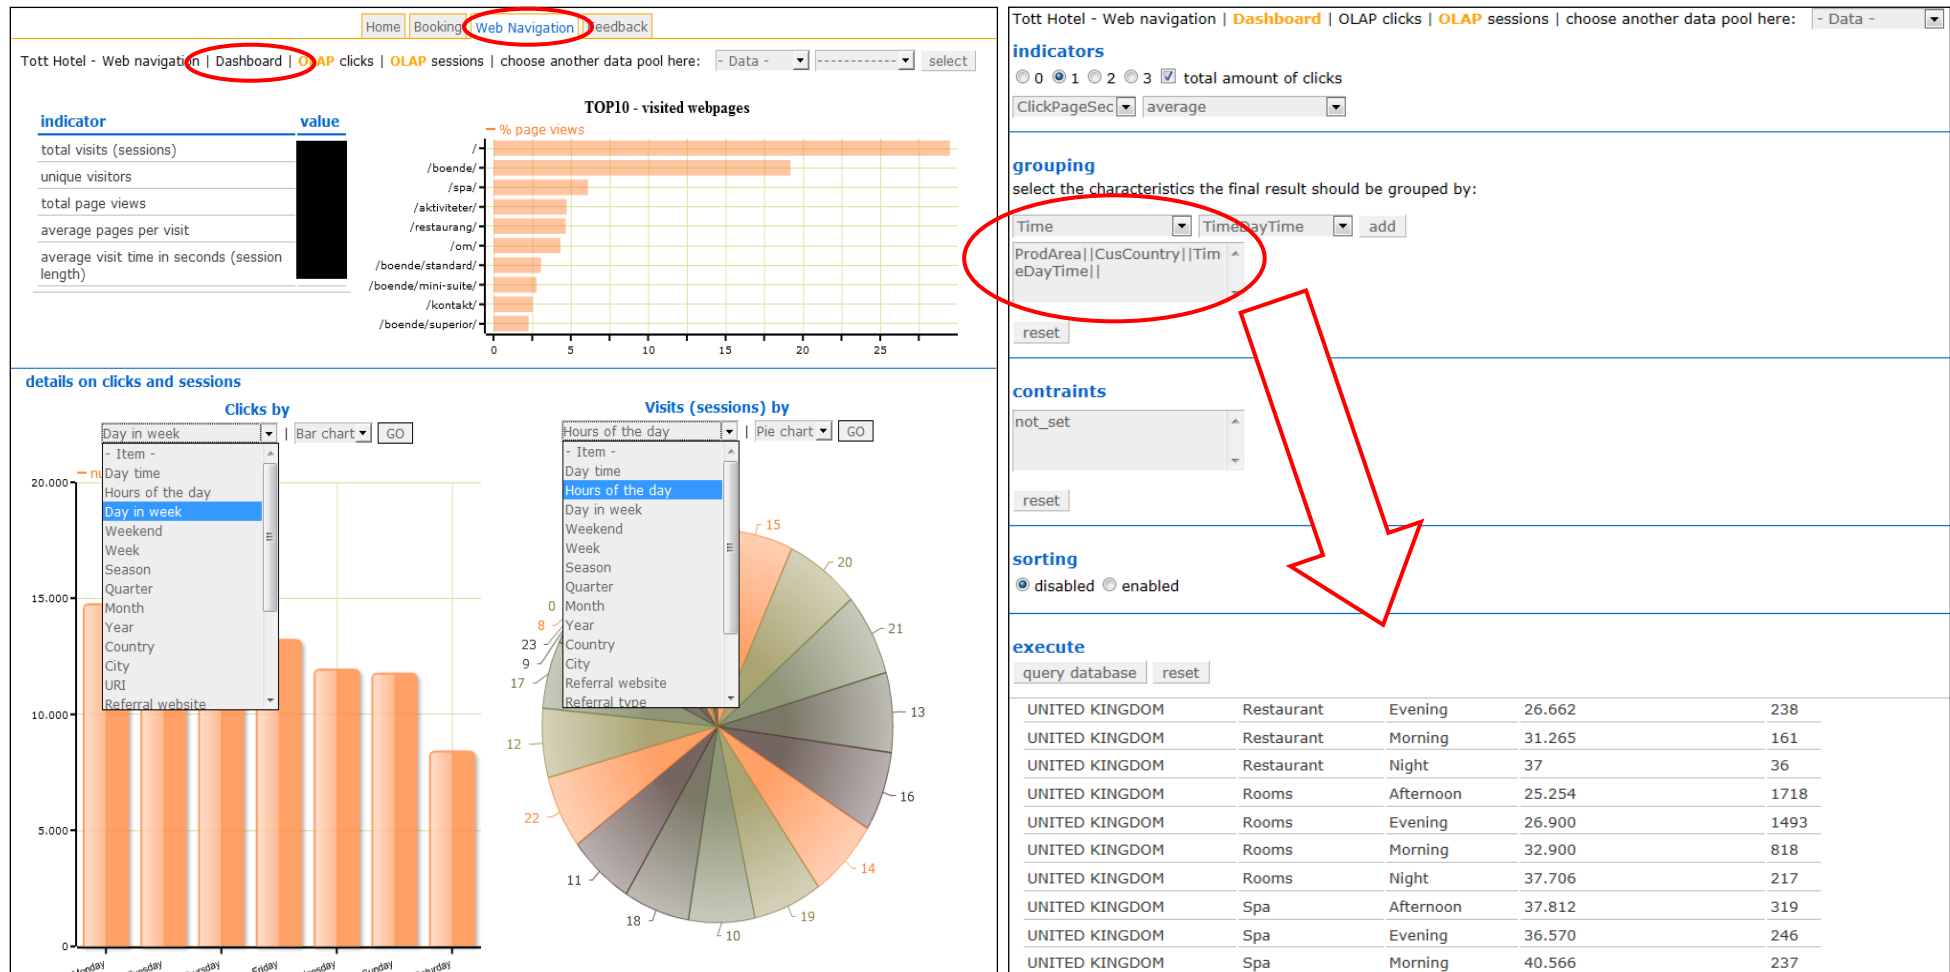 Home Booking Web Navigation Feedback
Tott Hotel - Web navigation | Dashboard | OLAP clicks | OLAP sessions | choose another data pool here: - Data - ------------ select
indicator value
total visits (sessions)
unique visitors
total page views
average pages per visit
average visit time in seconds (session
length)
TOP10 - visited webpages
% page views
/
/boende/
/spa/
/aktiviteter/
/restaurang/
/om/
/boende/standard/
/boende/mini-suite/
/kontakt/
/boende/superior/
0 5 10 15 20 25
details on clicks and sessions
Clicks by
Day in week | Bar chart GO
- Item -
Day time
Hours of the day
Day in week
Weekend
Week
Season
Quarter
Month
Year
Country
City
URI
Referral website
20.000
15.000
10.000
5.000
0
Friday Sunday
Visits (sessions) by
Hours of the day | Pie chart GO
- Item -
Day time
Hours of the day
Day in week
Weekend
Week
Season
Quarter
Month
Year
Country
City
Referral website
Referral type
15
20
21
13
16
14
19
10
18
11
22
12
17
9
23
8
0
Tott Hotel - Web navigation | Dashboard | OLAP clicks | OLAP sessions | choose another data pool here: - Data -
indicators
0 1 2 3 total amount of clicks
ClickPageSec average
grouping
select the characteristics the final result should be grouped by:
Time TimeDayTime add
ProdArea||CusCountry||Tim
eDayTime||
reset
contraints
not_set
reset
sorting
disabled enabled
execute
query database reset
UNITED KINGDOM Restaurant Evening 26.662 238
UNITED KINGDOM Restaurant Morning 31.265 161
UNITED KINGDOM Restaurant Night 37 36
UNITED KINGDOM Rooms Afternoon 25.254 1718
UNITED KINGDOM Rooms Evening 26.900 1493
UNITED KINGDOM Rooms Morning 32.900 818
UNITED KINGDOM Rooms Night 37.706 217
UNITED KINGDOM Spa Afternoon 37.812 319
UNITED KINGDOM Spa Evening 36.570 246
UNITED KINGDOM Spa Morning 40.566 237